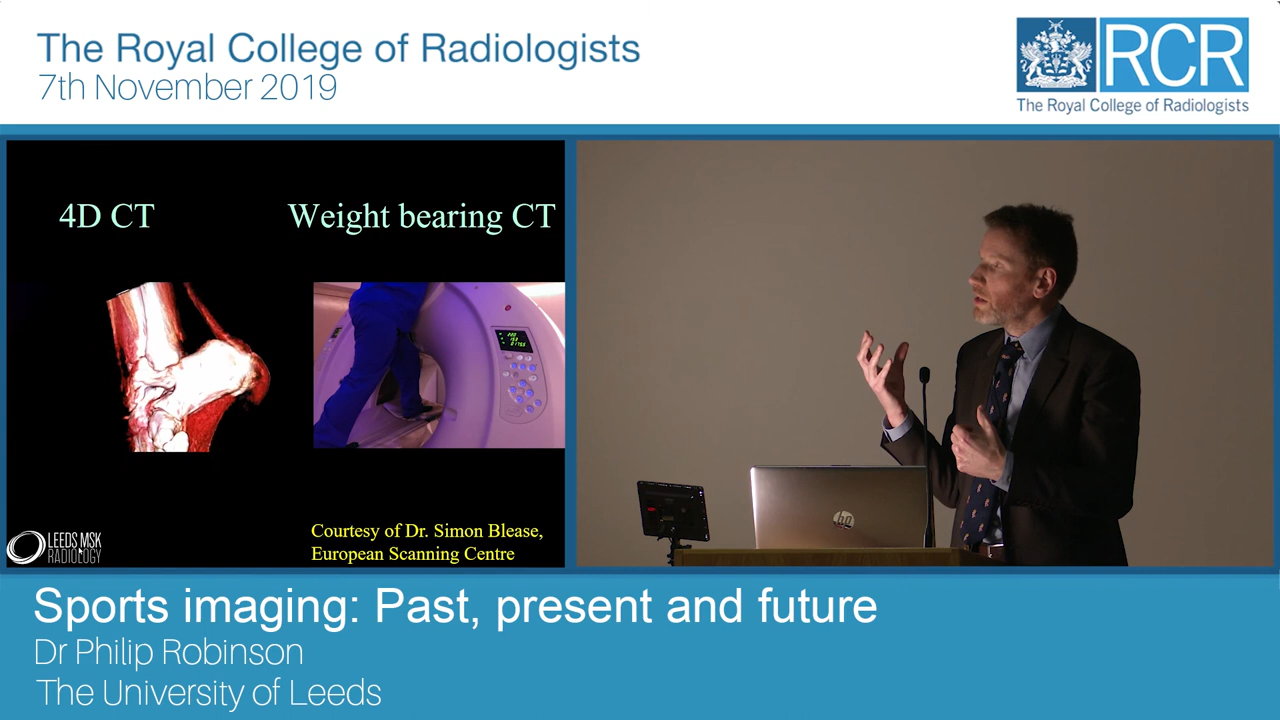 The Royal College of Radiologists
7th November 2019
RCR
The Royal College of Radiologists
4D CT
Weight bearing CT
Courtesy of Dr. Simon Blease,
European Scanning Centre
LEEDS MSK
RADIOLOGY
hp
Sports imaging: Past, present and future
Dr Philip Robinson
The University of Leeds